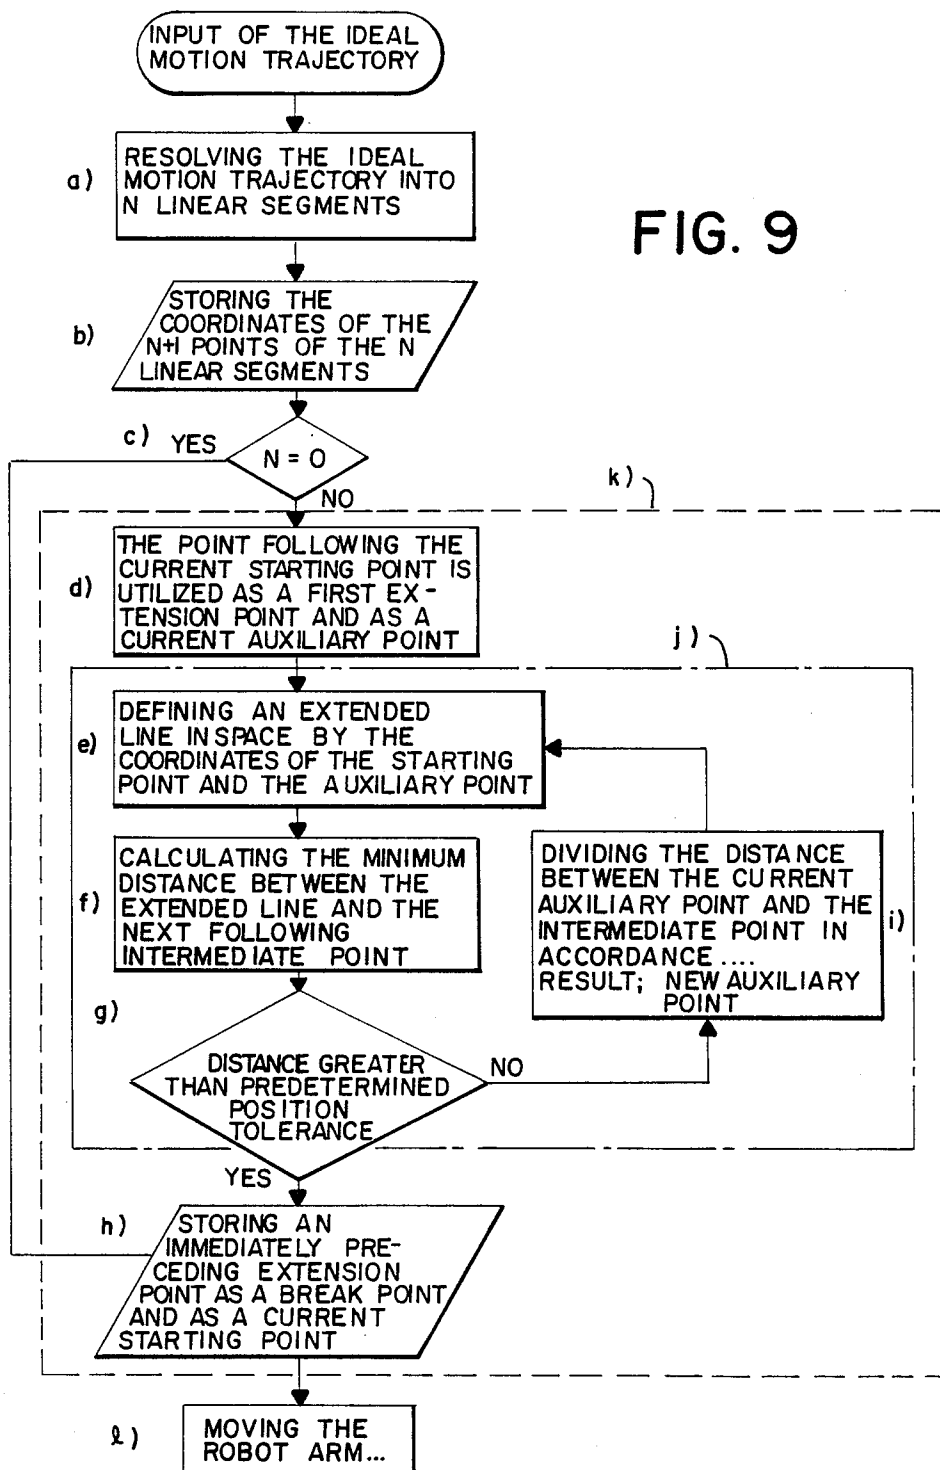 INPUT OF THE IDEAL
MOTION TRAJECTORY
a)
RESOLVING THE IDEAL
MOTION TRAJECTORY INTO
N LINEAR SEGMENTS
FIG. 9
b)
STORING THE
COORDINATES OF THE
N+1 POINTS OF THE N
LINEAR SEGMENTS
c)
YES
N = 0
NO
k)
d)
THE POINT FOLLOWING THE
CURRENT STARTING POINT IS
UTILIZED AS A FIRST EX-
TENSION POINT AND AS A
CURRENT AUXILIARY POINT
j)
e)
DEFINING AN EXTENDED
LINE IN SPACE BY THE
COORDINATES OF THE STARTING
POINT AND THE AUXILIARY POINT
f)
CALCULATING THE MINIMUM
DISTANCE BETWEEN THE
EXTENDED LINE AND THE
NEXT FOLLOWING
INTERMEDIATE POINT
DIVIDING THE DISTANCE
BETWEEN THE CURRENT
AUXILIARY POINT AND THE
INTERMEDIATE POINT IN
ACCORDANCE....
RESULT; NEW AUXILIARY
POINT
i)
g)
DISTANCE GREATER
THAN PREDETERMINED
POSITION
TOLERANCE
NO
YES
h)
STORING AN
IMMEDIATELY PRE-
CEDING EXTENSION
POINT AS A BREAK POINT
AND AS A CURRENT
STARTING POINT
l)
MOVING THE
ROBOT ARM...